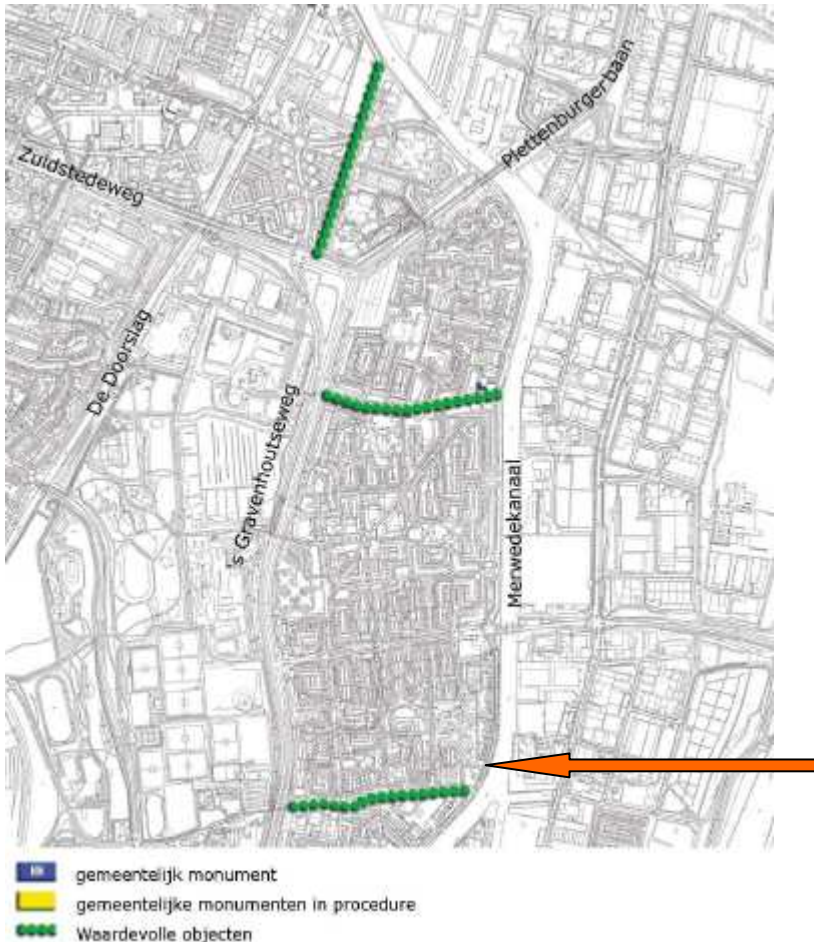 Plettenburgerbaan
Zuidstedeweg
De Doorslag
's Gravenhoutseweg
Merwedekanaal
gemeentelijk monument
gemeentelijke monumenten in procedure
Waardevolle objecten